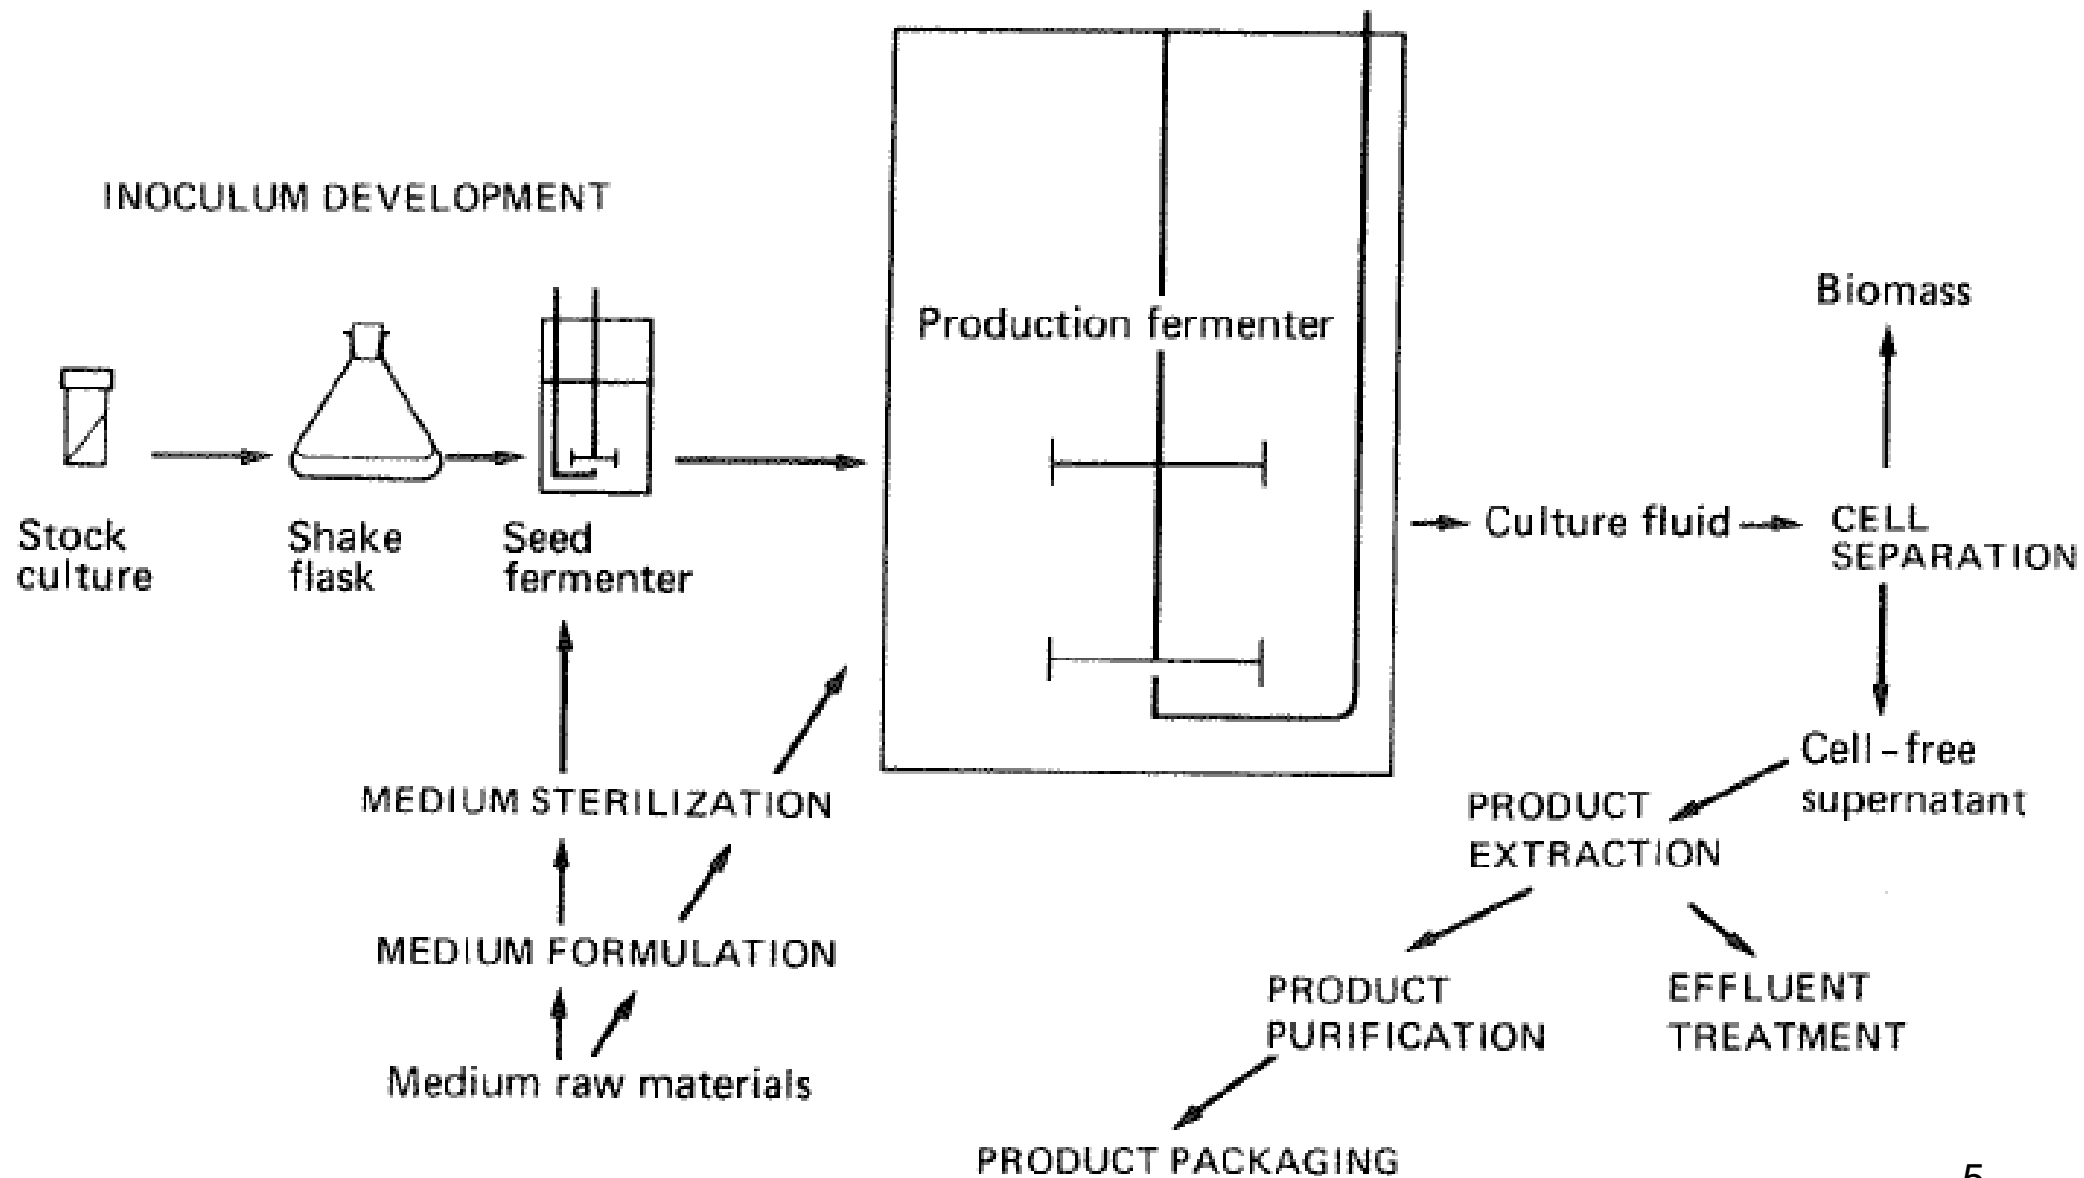 INOCULUM DEVELOPMENT
Stock
culture
Shake
flask
Seed
fermenter
Production fermenter
MEDIUM STERILIZATION
MEDIUM FORMULATION
Medium raw materials
Culture fluid
Biomass
CELL
SEPARATION
Cell-free
supernatant
PRODUCT
EXTRACTION
PRODUCT
PURIFICATION
EFFLUENT
TREATMENT
PRODUCT PACKAGING
5